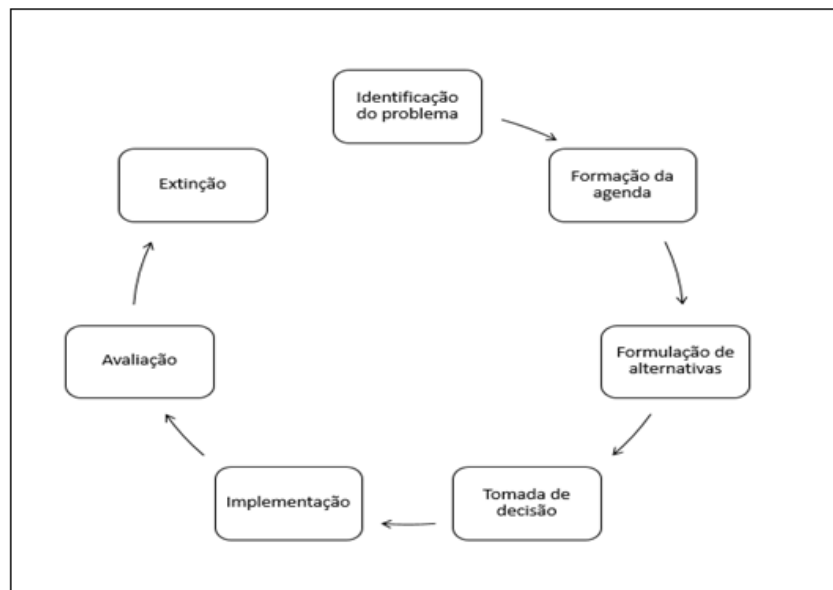 Identificação
do problema
Formação da
agenda
Formulação de
alternativas
Tomada de
decisão
Implementação
Avaliação
Extinção